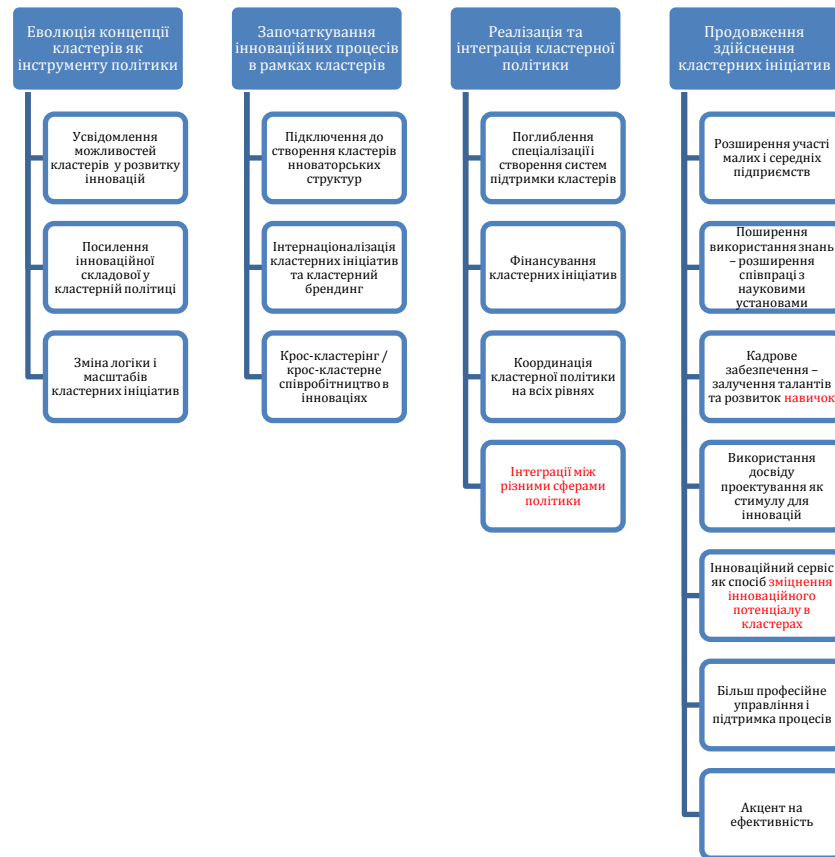 Еволюція концепції
кластерів як
інструменту політики
Усвідомлення
можливостей
кластерів у розвитку
інновацій
Посилення
інноваційної
складової у
кластерній політиці
Зміна логіки і
масштабів
кластерних ініціатив
Започаткування
інноваційних процесів
в рамках кластерів
Підключення до
створення кластерів
нноваторських
структур
Інтернаціоналізація
кластерних ініціатив
та кластерний
брендинг
Крос-кластерінг /
крос-кластерне
співробітництво в
інноваціях
Реалізація та
інтеграція кластерної
політики
Поглиблення
спеціалізації і
створення систем
підтримки кластерів
Фінансування
кластерних ініціатив
Координація
кластерної політики
на всіх рівнях
Інтеграції між
різними сферами
політики
Продовження
здійснення
кластерних ініціатив
Розширення участі
малих і середніх
підприємств
Поширення
використання знань
– розширення
співпраці з
науковими
установами
Кадрове
забезпечення –
залучення талантів
та розвиток навичок
Використання
досвіду
проектування як
стимулу для
інновацій
Інноваційний сервіс
як спосіб зміцнення
інноваційного
потенціалу в
кластерах
Більш професійне
управління і
підтримка процесів
Акцент на
ефективність